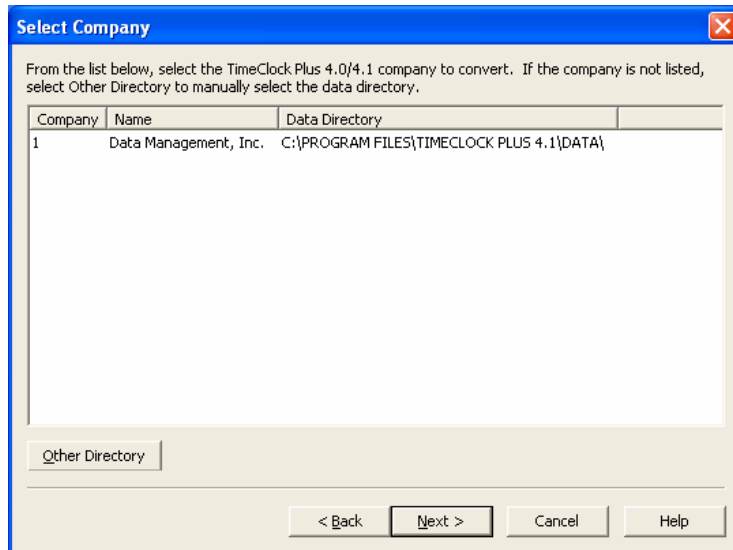 Select Company
From the list below, select the TimeClock Plus 4.0/4.1 company to convert. If the company is not listed,
select Other Directory to manually select the data directory.
Company Name Data Directory
1 Data Management, Inc. C:\PROGRAM FILES\TIMECLOCK PLUS 4.1\DATA\
Other Directory
< Back Next > Cancel Help